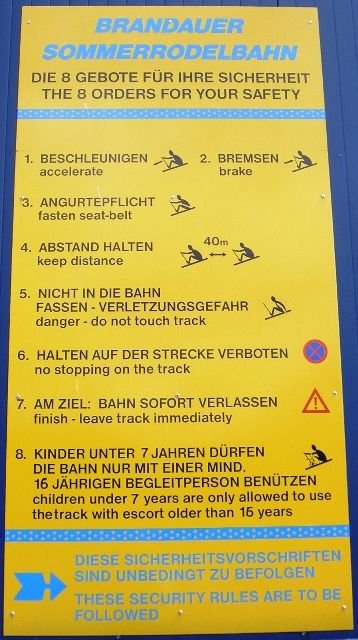 BRANDAUER
SOMMERRODELBAHN
DIE 8 GEBOTE FÜR IHRE SICHERHEIT
THE 8 ORDERS FOR YOUR SAFETY
1. BESCHLEUNIGEN 2. BREMSEN
accelerate brake
3. ANGURTEPFLICHT
fasten seat-belt
4. ABSTAND HALTEN 40m
keep distance
5. NICHT IN DIE BAHN
FASSEN - VERLETZUNGSGEFAHR
danger - do not touch track
6. HALTEN AUF DER STRECKE VERBOTEN
no stopping on the track
7. AM ZIEL: BAHN SOFORT VERLASSEN
finish - leave track immediately
8. KINDER UNTER 7 JAHREN DÜRFEN
DIE BAHN NUR MIT EINER MIND.
16 JÄHRIGEN BEGLEITPERSON BENÜTZEN
children under 7 years are only allowed to use
thetrack with escort older than 16 years
DIESE SICHERHEITSVORSCHRIFTEN
SIND UNBEDINGT ZU BEFOLGEN
THESE SECURITY RULES ARE TO BE
FOLLOWED